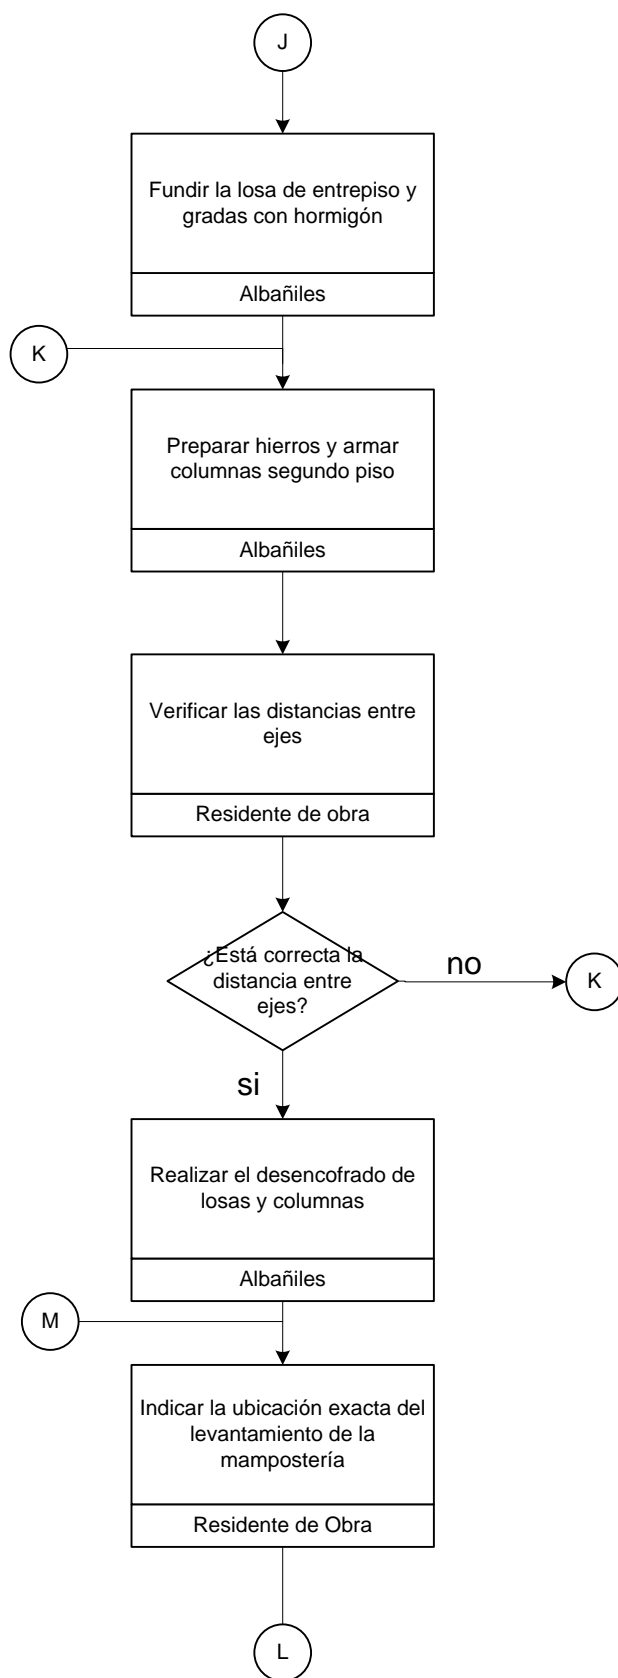 J
Fundir la losa de entrepiso y
gradas con hormigón
Albañiles
K
Preparar hierros y armar
columnas segundo piso
Albañiles
Verificar las distancias entre
ejes
Residente de obra
¿Está correcta la
distancia entre
ejes?
no
K
si
Realizar el desencofrado de
losas y columnas
Albañiles
M
Indicar la ubicación exacta del
levantamiento de la
mampostería
Residente de Obra
L